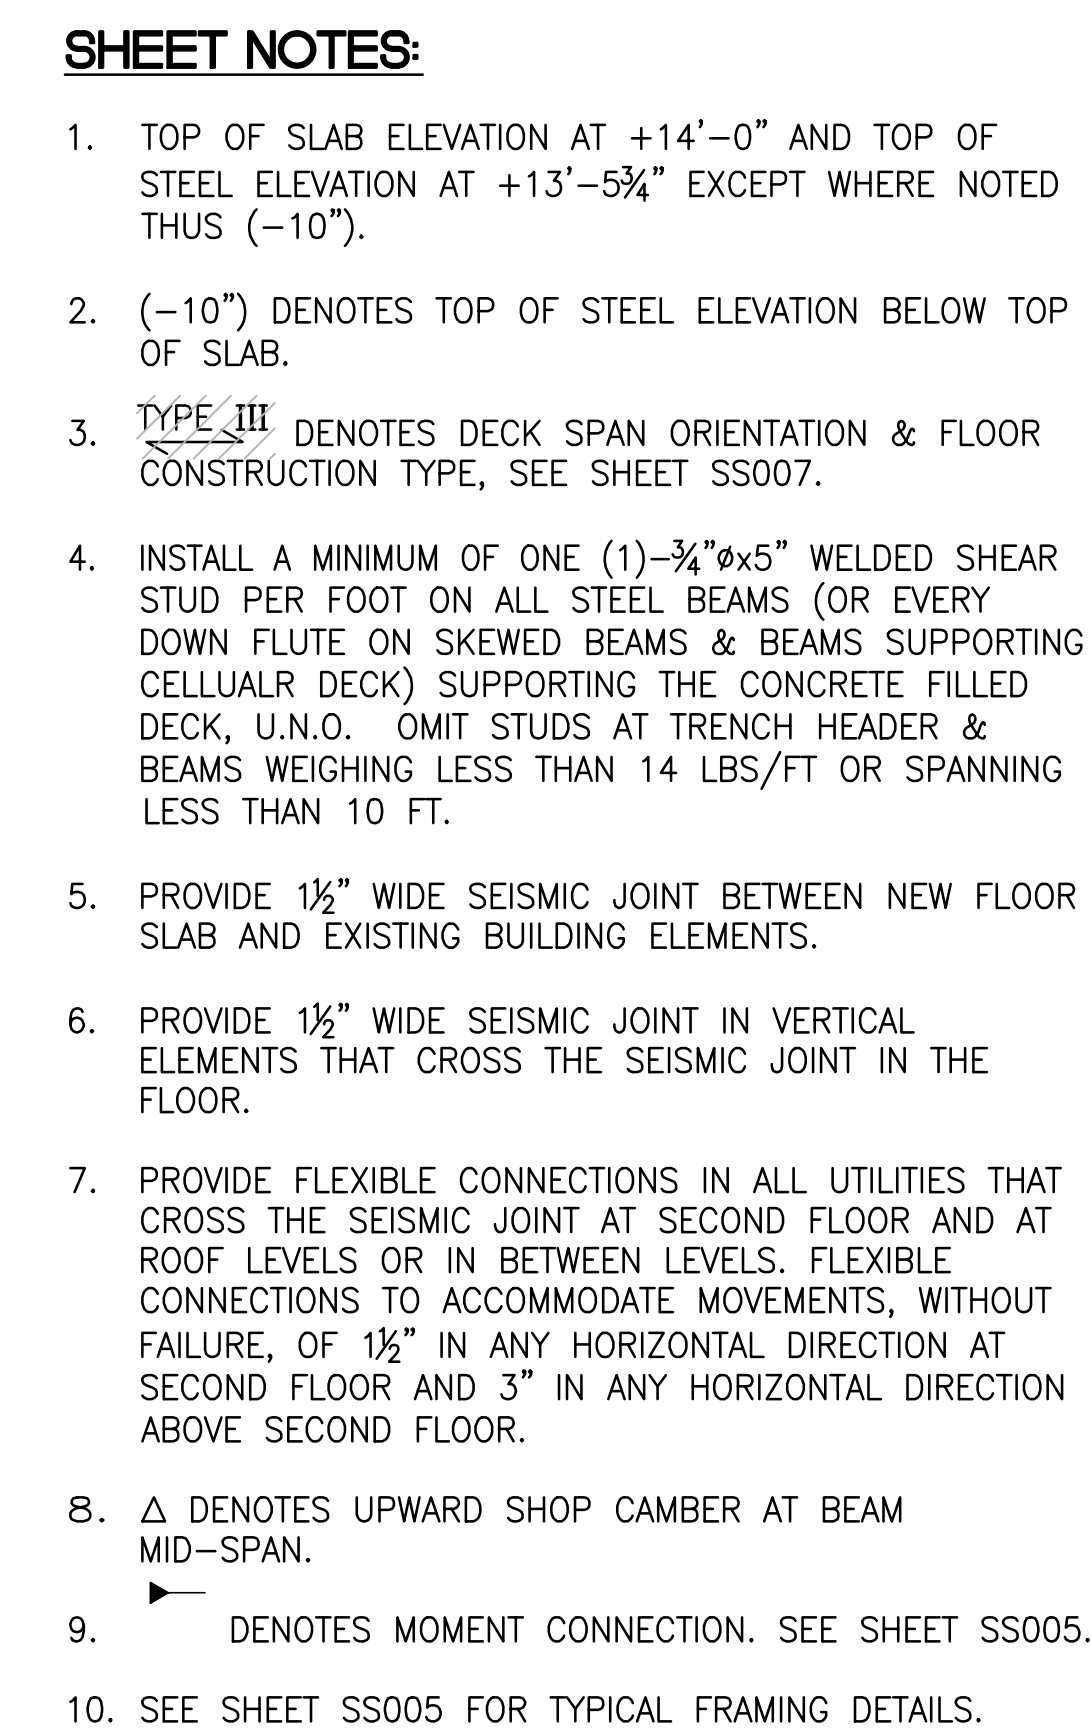 SHEET NOTES:
1. TOP OF SLAB ELEVATION AT +14'-0" AND TOP OF
STEEL ELEVATION AT +13'-5¾" EXCEPT WHERE NOTED
THUS (-10").
2. (-10") DENOTES TOP OF STEEL ELEVATION BELOW TOP
OF SLAB.
3. TYPE III DENOTES DECK SPAN ORIENTATION & FLOOR
CONSTRUCTION TYPE, SEE SHEET SS007.
4. INSTALL A MINIMUM OF ONE (1)-¾"øx5" WELDED SHEAR
STUD PER FOOT ON ALL STEEL BEAMS (OR EVERY
DOWN FLUTE ON SKEWED BEAMS & BEAMS SUPPORTING
CELLUALR DECK) SUPPORTING THE CONCRETE FILLED
DECK, U.N.O. OMIT STUDS AT TRENCH HEADER &
BEAMS WEIGHING LESS THAN 14 LBS/FT OR SPANNING
LESS THAN 10 FT.
5. PROVIDE 1½" WIDE SEISMIC JOINT BETWEEN NEW FLOOR
SLAB AND EXISTING BUILDING ELEMENTS.
6. PROVIDE 1½" WIDE SEISMIC JOINT IN VERTICAL
ELEMENTS THAT CROSS THE SEISMIC JOINT IN THE
FLOOR.
7. PROVIDE FLEXIBLE CONNECTIONS IN ALL UTILITIES THAT
CROSS THE SEISMIC JOINT AT SECOND FLOOR AND AT
ROOF LEVELS OR IN BETWEEN LEVELS. FLEXIBLE
CONNECTIONS TO ACCOMMODATE MOVEMENTS, WITHOUT
FAILURE, OF 1½" IN ANY HORIZONTAL DIRECTION AT
SECOND FLOOR AND 3" IN ANY HORIZONTAL DIRECTION
ABOVE SECOND FLOOR.
8. △ DENOTES UPWARD SHOP CAMBER AT BEAM
MID-SPAN.
9. DENOTES MOMENT CONNECTION. SEE SHEET SS005.
10. SEE SHEET SS005 FOR TYPICAL FRAMING DETAILS.